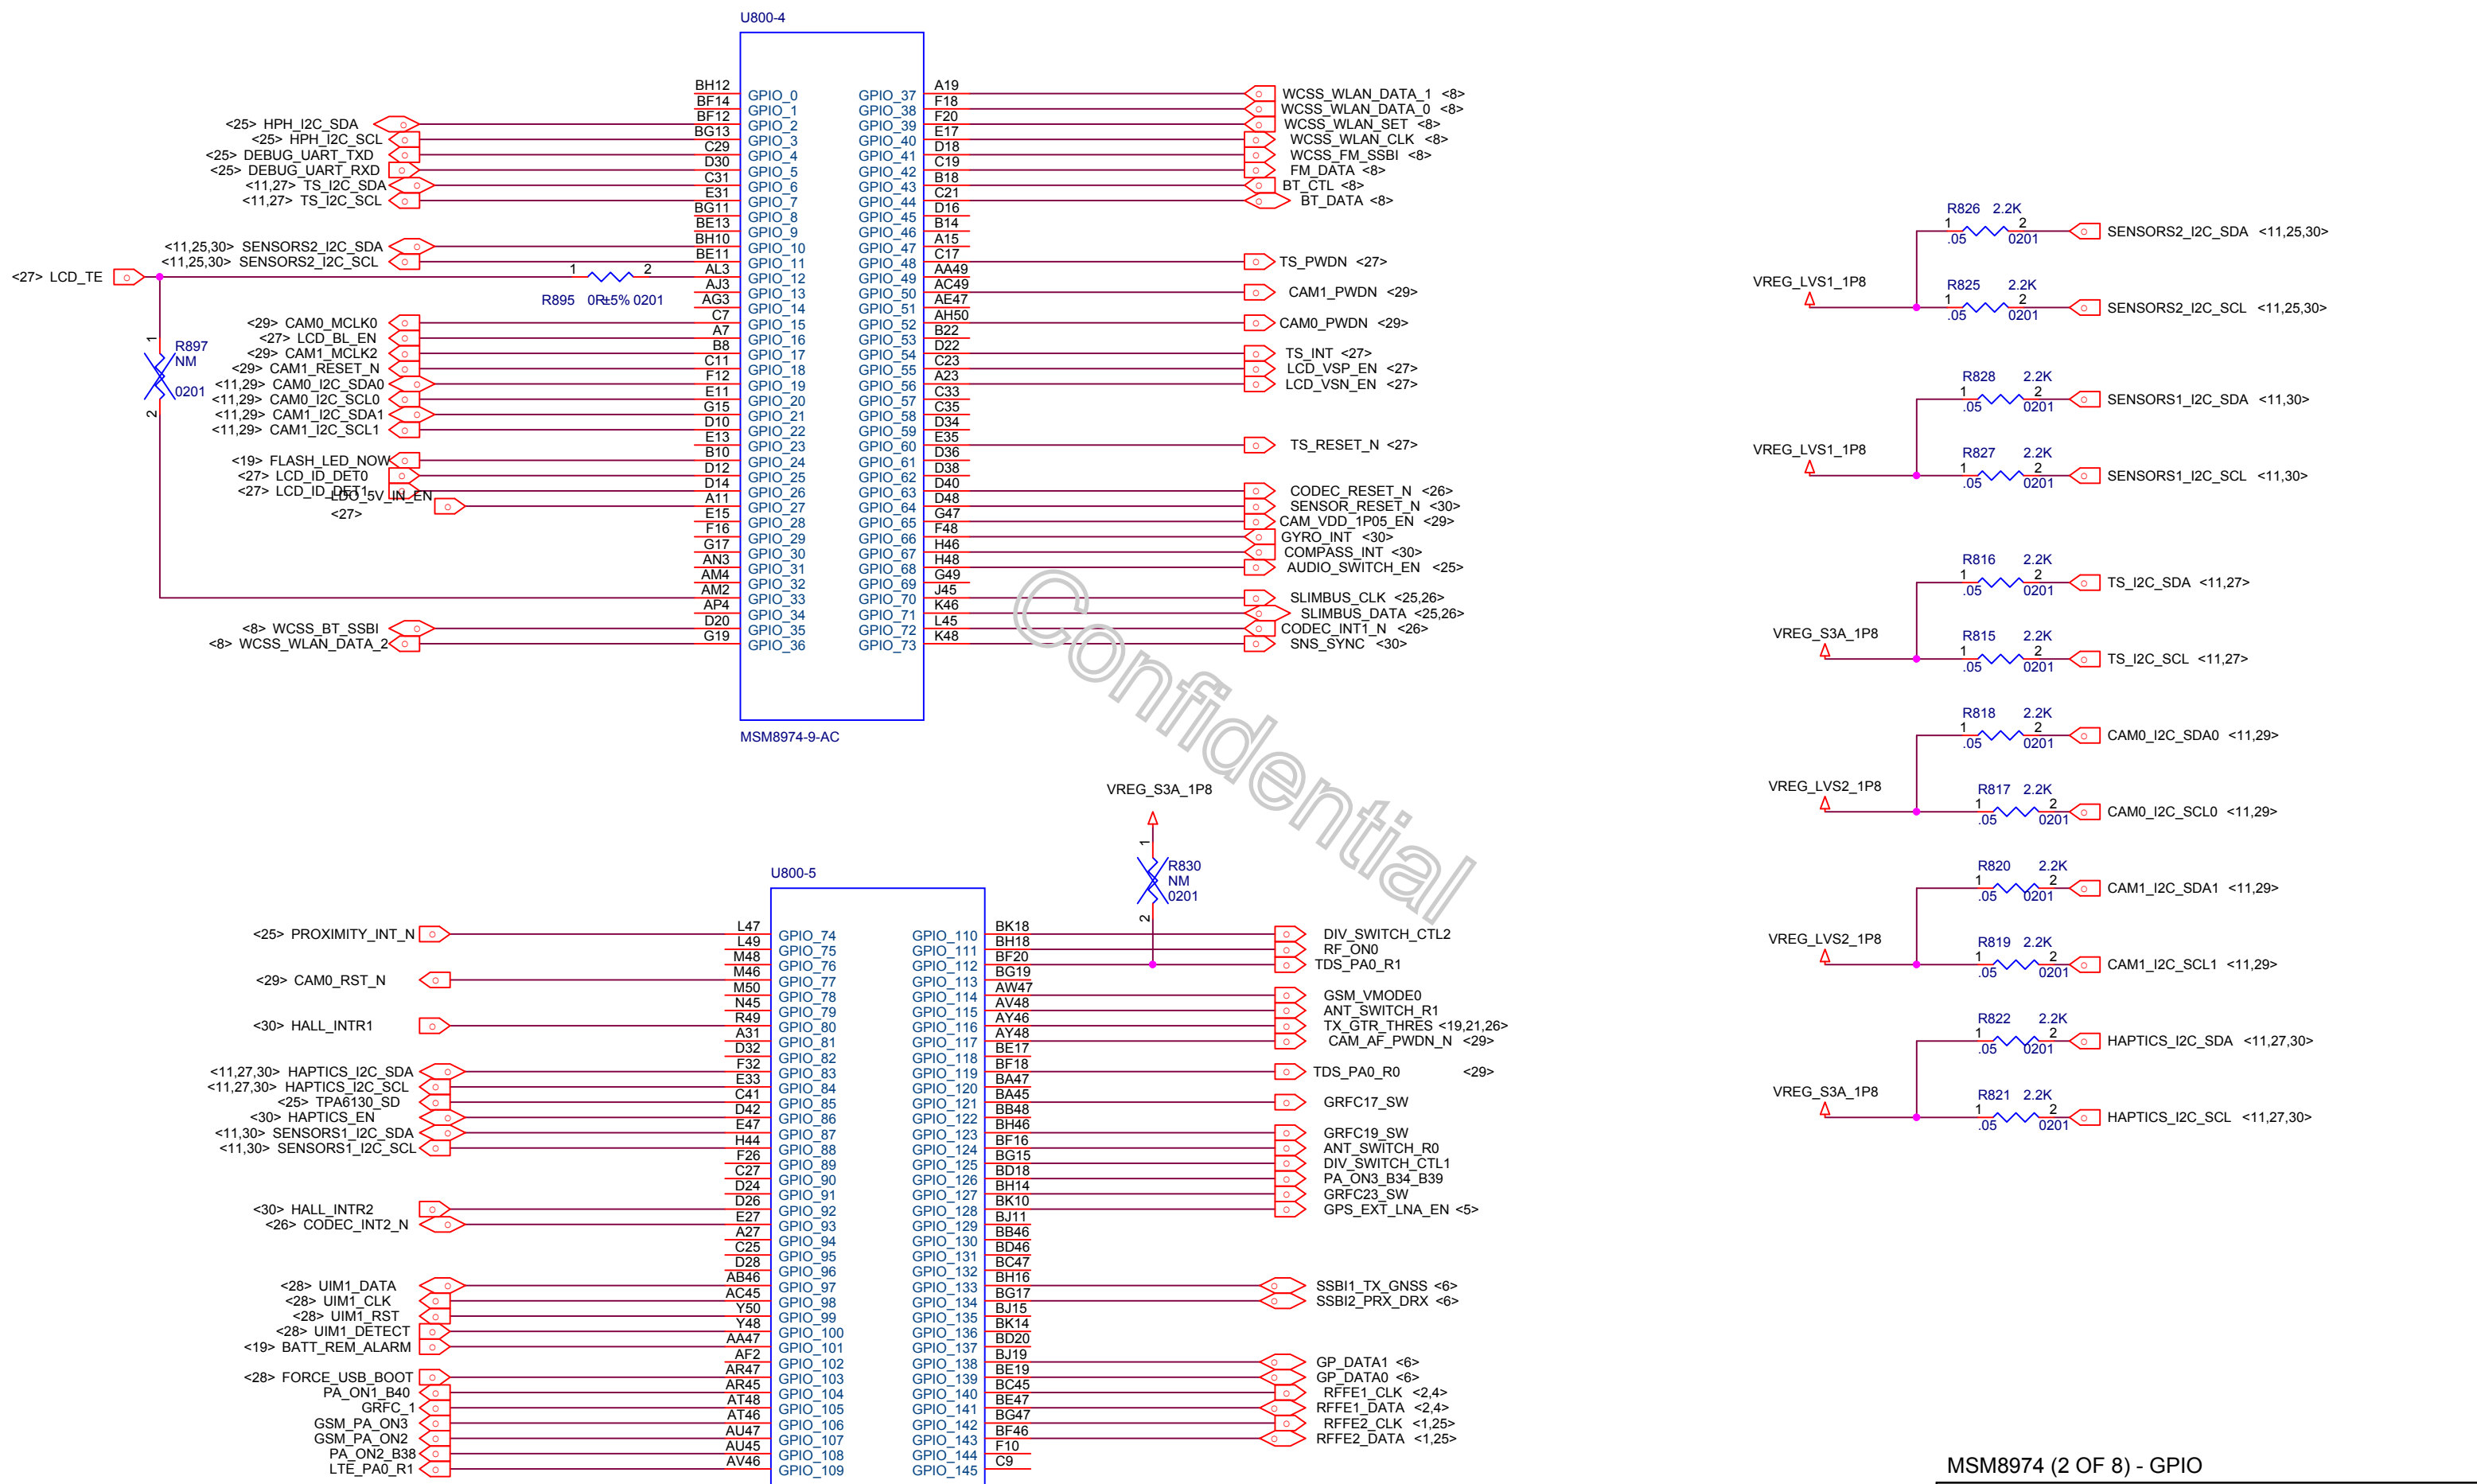 U800-4
BH12 GPIO_0 GPIO_37 A19 WCSS_WLAN_DATA_1 <8>
BF14 GPIO_1 GPIO_38 F18 WCSS_WLAN_DATA_0 <8>
<25> HPH_I2C_SDA BF12 GPIO_2 GPIO_39 F20 WCSS_WLAN_SET <8>
<25> HPH_I2C_SCL BG13 GPIO_3 GPIO_40 E17 WCSS_WLAN_CLK <8>
<25> DEBUG_UART_TXD C29 GPIO_4 GPIO_41 D18 WCSS_FM_SSBI <8>
<25> DEBUG_UART_RXD D30 GPIO_5 GPIO_42 C19 FM_DATA <8>
<11,27> TS_I2C_SDA C31 GPIO_6 GPIO_43 B18 BT_CTL <8>
<11,27> TS_I2C_SCL E31 GPIO_7 GPIO_44 C21 BT_DATA <8>
BG11 GPIO_8 GPIO_45 D16
BE13 GPIO_9 GPIO_46 B14
<11,25,30> SENSORS2_I2C_SDA BH10 GPIO_10 GPIO_47 A15
<11,25,30> SENSORS2_I2C_SCL BE11 GPIO_11 GPIO_48 C17 TS_PWDN <27>
<27> LCD_TE 1 2 AL3 GPIO_12 GPIO_49 AA49
R895 0R±5% 0201
AJ3 GPIO_13 GPIO_50 AC49 CAM1_PWDN <29>
AG3 GPIO_14 GPIO_51 AE47
<29> CAM0_MCLK0 C7 GPIO_15 GPIO_52 AH50 CAM0_PWDN <29>
<27> LCD_BL_EN A7 GPIO_16 GPIO_53 B22
<29> CAM1_MCLK2 B8 GPIO_17 GPIO_54 D22 TS_INT <27>
<29> CAM1_RESET_N C11 GPIO_18 GPIO_55 C23 LCD_VSP_EN <27>
<11,29> CAM0_I2C_SDA0 F12 GPIO_19 GPIO_56 A23 LCD_VSN_EN <27>
<11,29> CAM0_I2C_SCL0 E11 GPIO_20 GPIO_57 C33
<11,29> CAM1_I2C_SDA1 G15 GPIO_21 GPIO_58 C35
<11,29> CAM1_I2C_SCL1 D10 GPIO_22 GPIO_59 D34
E13 GPIO_23 GPIO_60 E35 TS_RESET_N <27>
<19> FLASH_LED_NOW B10 GPIO_24 GPIO_61 D36
<27> LCD_ID_DET0 D12 GPIO_25 GPIO_62 D38
<27> LCD_ID_DET1 D14 GPIO_26 GPIO_63 D40 CODEC_RESET_N <26>
LDO_5V_IN_EN A11 GPIO_27 GPIO_64 D48 SENSOR_RESET_N <30>
<27>
E15 GPIO_28 GPIO_65 G47 CAM_VDD_1P05_EN <29>
F16 GPIO_29 GPIO_66 F48 GYRO_INT <30>
G17 GPIO_30 GPIO_67 H46 COMPASS_INT <30>
AN3 GPIO_31 GPIO_68 H48 AUDIO_SWITCH_EN <25>
AM4 GPIO_32 GPIO_69 G49
AM2 GPIO_33 GPIO_70 J45 SLIMBUS_CLK <25,26>
AP4 GPIO_34 GPIO_71 K46 SLIMBUS_DATA <25,26>
<8> WCSS_BT_SSBI D20 GPIO_35 GPIO_72 L45 CODEC_INT1_N <26>
<8> WCSS_WLAN_DATA_2 G19 GPIO_36 GPIO_73 K48 SNS_SYNC <30>
MSM8974-9-AC
1
R897
NM
0201
2
Confidential
VREG_S3A_1P8
1
R830
NM
0201
2
U800-5
<25> PROXIMITY_INT_N L47 GPIO_74 GPIO_110 BK18 DIV_SWITCH_CTL2
L49 GPIO_75 GPIO_111 BH18 RF_ON0
M48 GPIO_76 GPIO_112 BF20 TDS_PA0_R1
<29> CAM0_RST_N M46 GPIO_77 GPIO_113 BG19
M50 GPIO_78 GPIO_114 AW47 GSM_VMODE0
N45 GPIO_79 GPIO_115 AV48 ANT_SWITCH_R1
<30> HALL_INTR1 R49 GPIO_80 GPIO_116 AY46 TX_GTR_THRES <19,21,26>
A31 GPIO_81 GPIO_117 AY48 CAM_AF_PWDN_N <29>
D32 GPIO_82 GPIO_118 BE17
<11,27,30> HAPTICS_I2C_SDA F32 GPIO_83 GPIO_119 BF18 TDS_PA0_R0 <29>
<11,27,30> HAPTICS_I2C_SCL E33 GPIO_84 GPIO_120 BA47
<25> TPA6130_SD C41 GPIO_85 GPIO_121 BA45 GRFC17_SW
<30> HAPTICS_EN D42 GPIO_86 GPIO_122 BB48
<11,30> SENSORS1_I2C_SDA E47 GPIO_87 GPIO_123 BH46 GRFC19_SW
<11,30> SENSORS1_I2C_SCL H44 GPIO_88 GPIO_124 BF16 ANT_SWITCH_R0
F26 GPIO_89 GPIO_125 BG15 DIV_SWITCH_CTL1
C27 GPIO_90 GPIO_126 BD18 PA_ON3_B34_B39
D24 GPIO_91 GPIO_127 BH14 GRFC23_SW
<30> HALL_INTR2 D26 GPIO_92 GPIO_128 BK10 GPS_EXT_LNA_EN <5>
<26> CODEC_INT2_N E27 GPIO_93 GPIO_129 BJ11
A27 GPIO_94 GPIO_130 BB46
C25 GPIO_95 GPIO_131 BD46
D28 GPIO_96 GPIO_132 BC47
<28> UIM1_DATA AB46 GPIO_97 GPIO_133 BH16 SSBI1_TX_GNSS <6>
<28> UIM1_CLK AC45 GPIO_98 GPIO_134 BG17 SSBI2_PRX_DRX <6>
<28> UIM1_RST Y50 GPIO_99 GPIO_135 BJ15
<28> UIM1_DETECT Y48 GPIO_100 GPIO_136 BK14
<19> BATT_REM_ALARM AA47 GPIO_101 GPIO_137 BD20
AF2 GPIO_102 GPIO_138 BJ19 GP_DATA1 <6>
<28> FORCE_USB_BOOT AR47 GPIO_103 GPIO_139 BE19 GP_DATA0 <6>
PA_ON1_B40 AR45 GPIO_104 GPIO_140 BC45 RFFE1_CLK <2,4>
GRFC_1 AT48 GPIO_105 GPIO_141 BE47 RFFE1_DATA <2,4>
GSM_PA_ON3 AT46 GPIO_106 GPIO_142 BG47 RFFE2_CLK <1,25>
GSM_PA_ON2 AU47 GPIO_107 GPIO_143 BF46 RFFE2_DATA <1,25>
PA_ON2_B38 AU45 GPIO_108 GPIO_144 F10
LTE_PA0_R1 AV46 GPIO_109 GPIO_145 C9
R826 2.2K
1 2 SENSORS2_I2C_SDA <11,25,30>
.05 0201
VREG_LVS1_1P8 R825 2.2K
1 2 SENSORS2_I2C_SCL <11,25,30>
.05 0201
R828 2.2K
1 2 SENSORS1_I2C_SDA <11,30>
.05 0201
VREG_LVS1_1P8 R827 2.2K
1 2 SENSORS1_I2C_SCL <11,30>
.05 0201
R816 2.2K
1 2 TS_I2C_SDA <11,27>
.05 0201
VREG_S3A_1P8 R815 2.2K
1 2 TS_I2C_SCL <11,27>
.05 0201
R818 2.2K
1 2 CAM0_I2C_SDA0 <11,29>
.05 0201
VREG_LVS2_1P8 R817 2.2K
1 2 CAM0_I2C_SCL0 <11,29>
.05 0201
R820 2.2K
1 2 CAM1_I2C_SDA1 <11,29>
.05 0201
VREG_LVS2_1P8 R819 2.2K
1 2 CAM1_I2C_SCL1 <11,29>
.05 0201
R822 2.2K
1 2 HAPTICS_I2C_SDA <11,27,30>
.05 0201
VREG_S3A_1P8 R821 2.2K
1 2 HAPTICS_I2C_SCL <11,27,30>
.05 0201
MSM8974 (2 OF 8) - GPIO